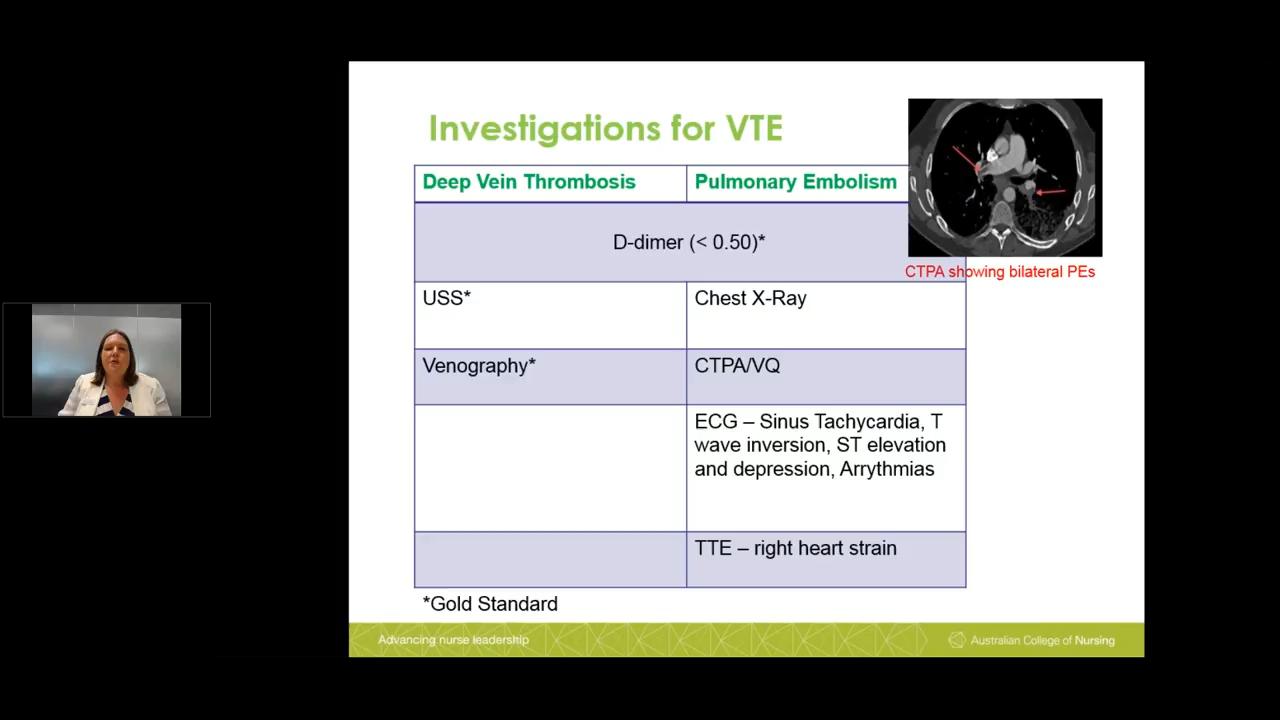 Investigations for VTE
Deep Vein Thrombosis
Pulmonary Embolism
D-dimer (< 0.50)*
USS*
Chest X-Ray
Venography*
CTPA/VQ
ECG – Sinus Tachycardia, T
wave inversion, ST elevation
and depression, Arrythmias
TTE – right heart strain
*Gold Standard
CTPA showing bilateral PEs
Advancing nurse leadership
Australian College of Nursing